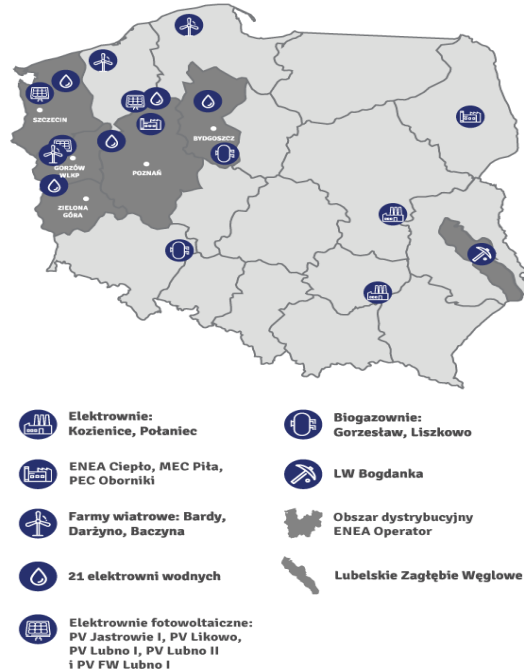 SZCZECIN
BYDGOSZCZ
GORZÓW
WLKP
POZNAŃ
ZIELONA
GÓRA
Elektrownie:
Kozienice, Połaniec
ENEA Ciepło, MEC Piła,
PEC Oborniki
Farmy wiatrowe: Bardy,
Darżyno, Baczyna
21 elektrowni wodnych
Elektrownie fotowoltaiczne:
PV Jastrowie I, PV Likowo,
PV Lubno I, PV Lubno II
i PV FW Lubno I
Biogazownie:
Gorzesław, Liszkowo
LW Bogdanka
Obszar dystrybucyjny
ENEA Operator
Lubelskie Zagłębie Węglowe